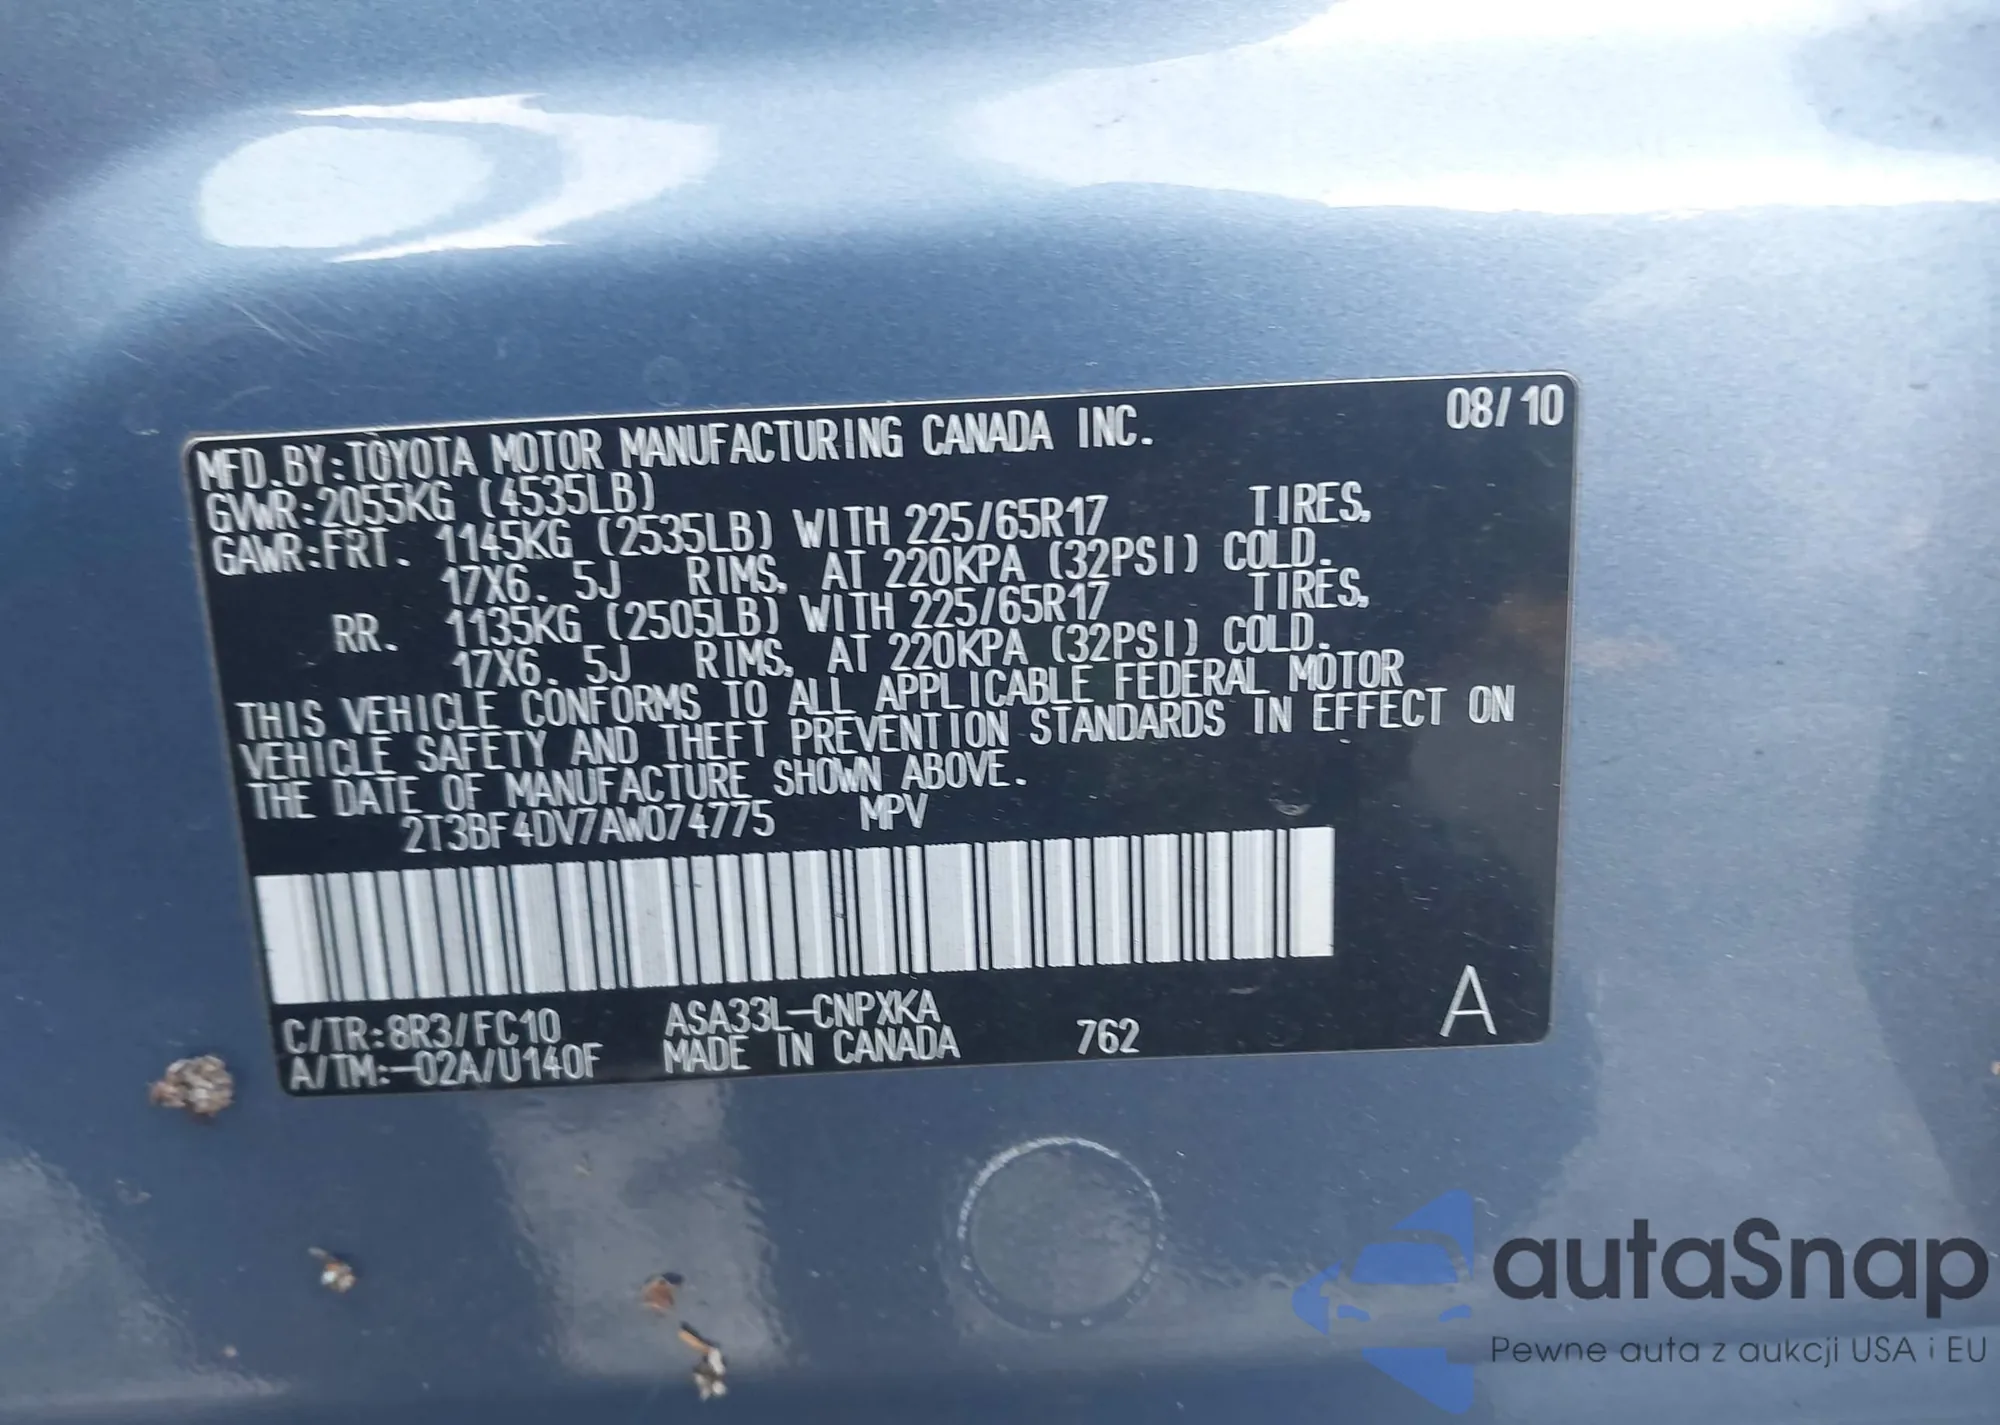 MFD.BY:TOYOTA MOTOR MANUFACTURING CANADA INC. 08/10
GVWR:2055KG (4535LB)
GAWR:FRT. 1145KG (2535LB) WITH 225/65R17 TIRES,
17X6. 5J RIMS, AT 220KPA (32PSI) COLD.
RR. 1135KG (2505LB) WITH 225/65R17 TIRES,
17X6. 5J RIMS, AT 220KPA (32PSI) COLD.
THIS VEHICLE CONFORMS TO ALL APPLICABLE FEDERAL MOTOR
VEHICLE SAFETY AND THEFT PREVENTION STANDARDS IN EFFECT ON
THE DATE OF MANUFACTURE SHOWN ABOVE.
2T3BF4DV7AW074775 MPV
C/TR:8R3/FC10 ASA33L-CNPXKA
A/TM:-02A/U140F MADE IN CANADA 762 A
autaSnap
Pewne auta z aukcji USA i EU